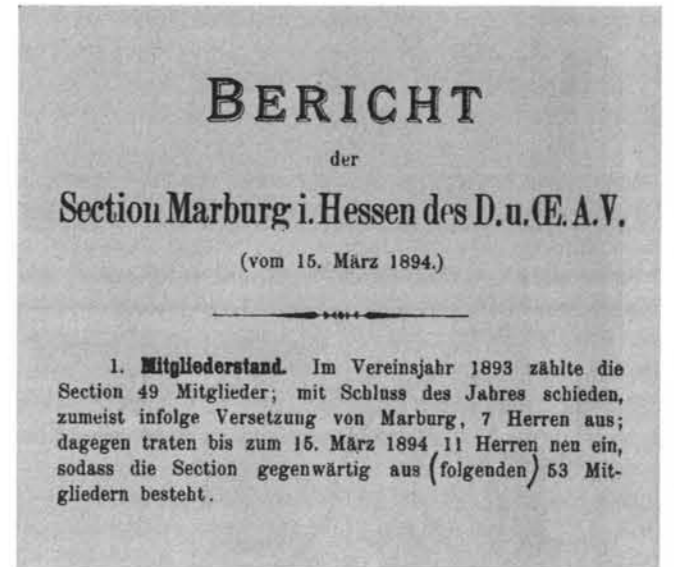 BERICHT
der
Section Marburg i. Hessen des D. u. Œ. A. V.
(vom 15. März 1894.)
1. Mitgliederstand. Im Vereinsjahr 1893 zählte die
Section 49 Mitglieder; mit Schluss des Jahres schieden,
zumeist infolge Versetzung von Marburg, 7 Herren aus;
dagegen traten bis zum 15. März 1894 11 Herren neu ein,
sodass die Section gegenwärtig aus (folgenden) 53 Mit-
gliedern besteht.